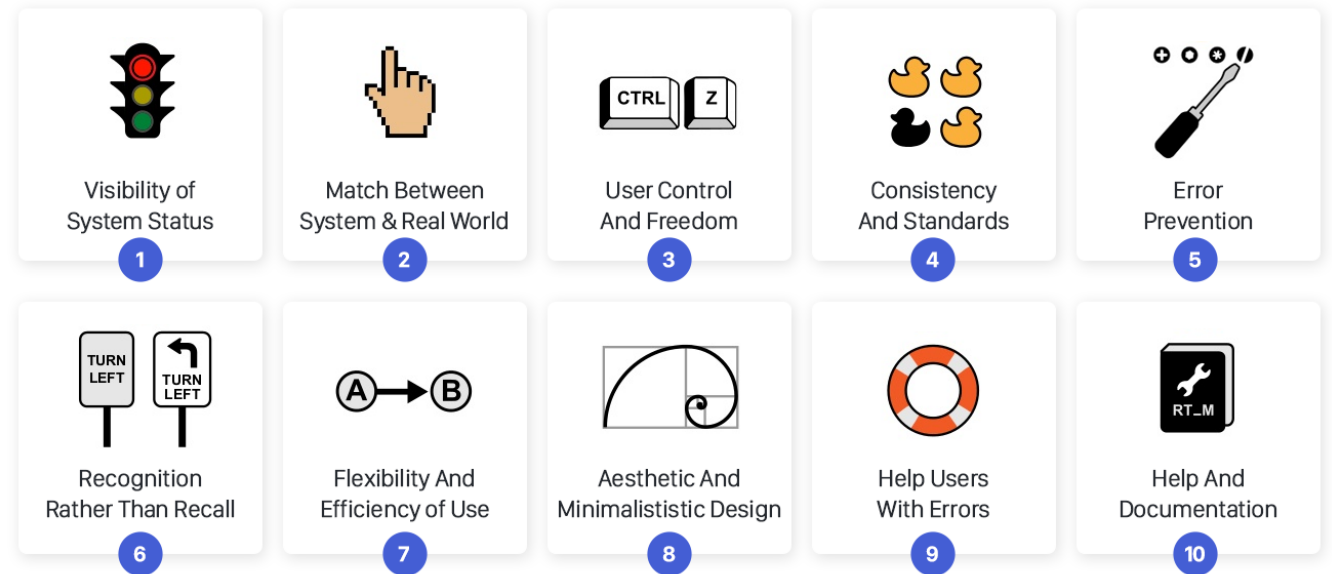 CTRL Z
Visibility of
System Status
1
Match Between
System & Real World
2
User Control
And Freedom
3
Consistency
And Standards
4
Error
Prevention
5
TURN
LEFT
TURN
LEFT
Recognition
Rather Than Recall
6
A B
Flexibility And
Efficiency of Use
7
Aesthetic And
Minimalististic Design
8
Help Users
With Errors
9
RT_M
Help And
Documentation
10